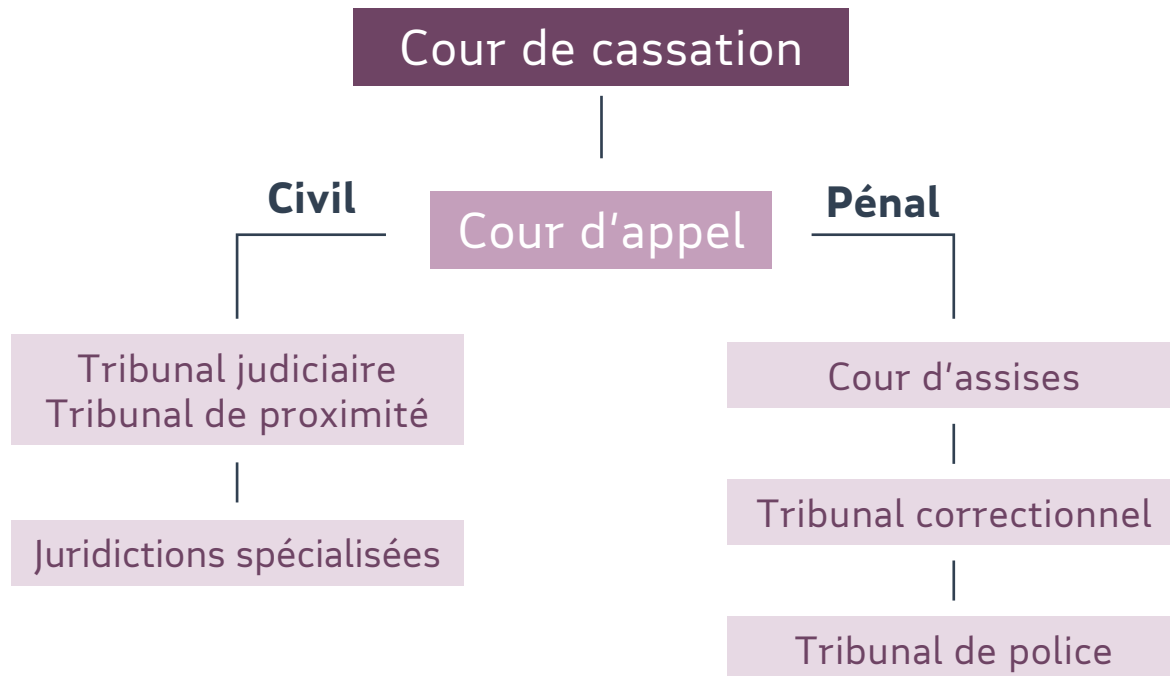 Cour de cassation
Civil
Cour d’appel
Pénal
Tribunal judiciaire
Tribunal de proximité
Juridictions spécialisées
Cour d’assises
Tribunal correctionnel
Tribunal de police